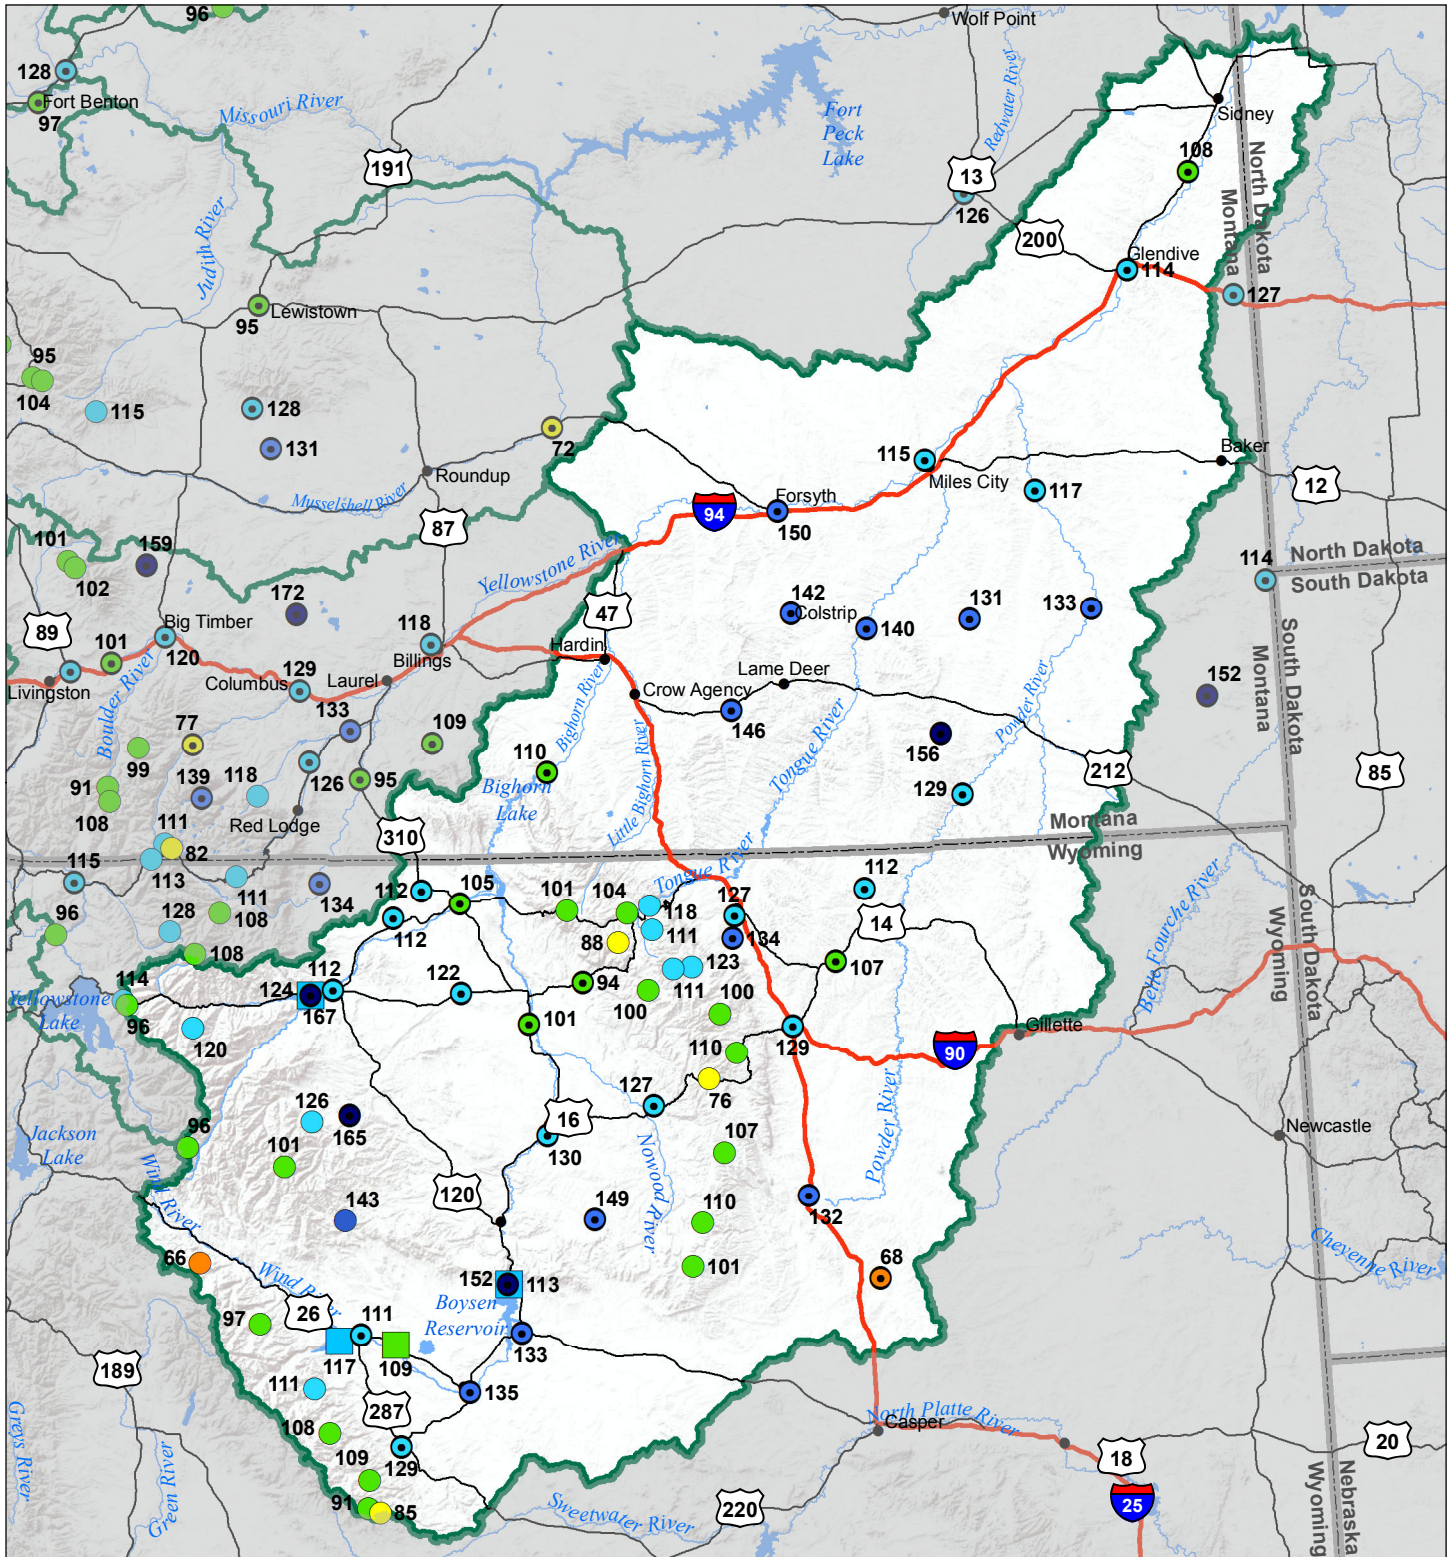 96
Wolf Point
128
Fort Benton
97
Missouri River
Fort
Peck
Lake
Redwater River
Sidney
191
13
108
126
200
Judith River
North Dakota
Montana
Glendive
114
127
Lewistown
95
95
104
115
128
131
72
Roundup
Musselshell River
115
Miles City
Baker
12
117
87
94
Forsyth
150
Yellowstone River
101
102
159
172
114
North Dakota
South Dakota
89
47
142
Colstrip
140
131
133
Big Timber
101
120
118
Billings
Hardin
Livingston
Boulder River
Columbus
129
Laurel
Lame Deer
Crow Agency
146
South Dakota
Montana
152
133
77
99
109
Bighorn River
Little Bighorn River
Tongue River
Powder River
156
110
Bighorn
Lake
91
108
139
118
126
95
129
212
85
Red Lodge
111
82
113
310
Montana
Wyoming
115
111
134
112
105
101
104
Tongue River
118
127
112
96
128
108
108
112
88
111
134
14
107
Belle Fourche River
South Dakota
Wyoming
114
96
Yellowstone
Lake
124
112
167
122
94
123
111
100
100
101
120
129
Gillette
90
110
76
127
126
165
101
16
130
Powder River
Newcastle
Jackson
Lake
96
Nowood River
107
Wind River
143
120
149
110
132
66
101
68
Cheyenne River
Wind River
152
113
Boysen
Reservoir
97
26
111
117
109
133
189
111
135
287
108
North Platte River
Casper
18
20
Greys River
Green River
109
129
91
85
Sweetwater River
220
25
Nebraska
Wyoming